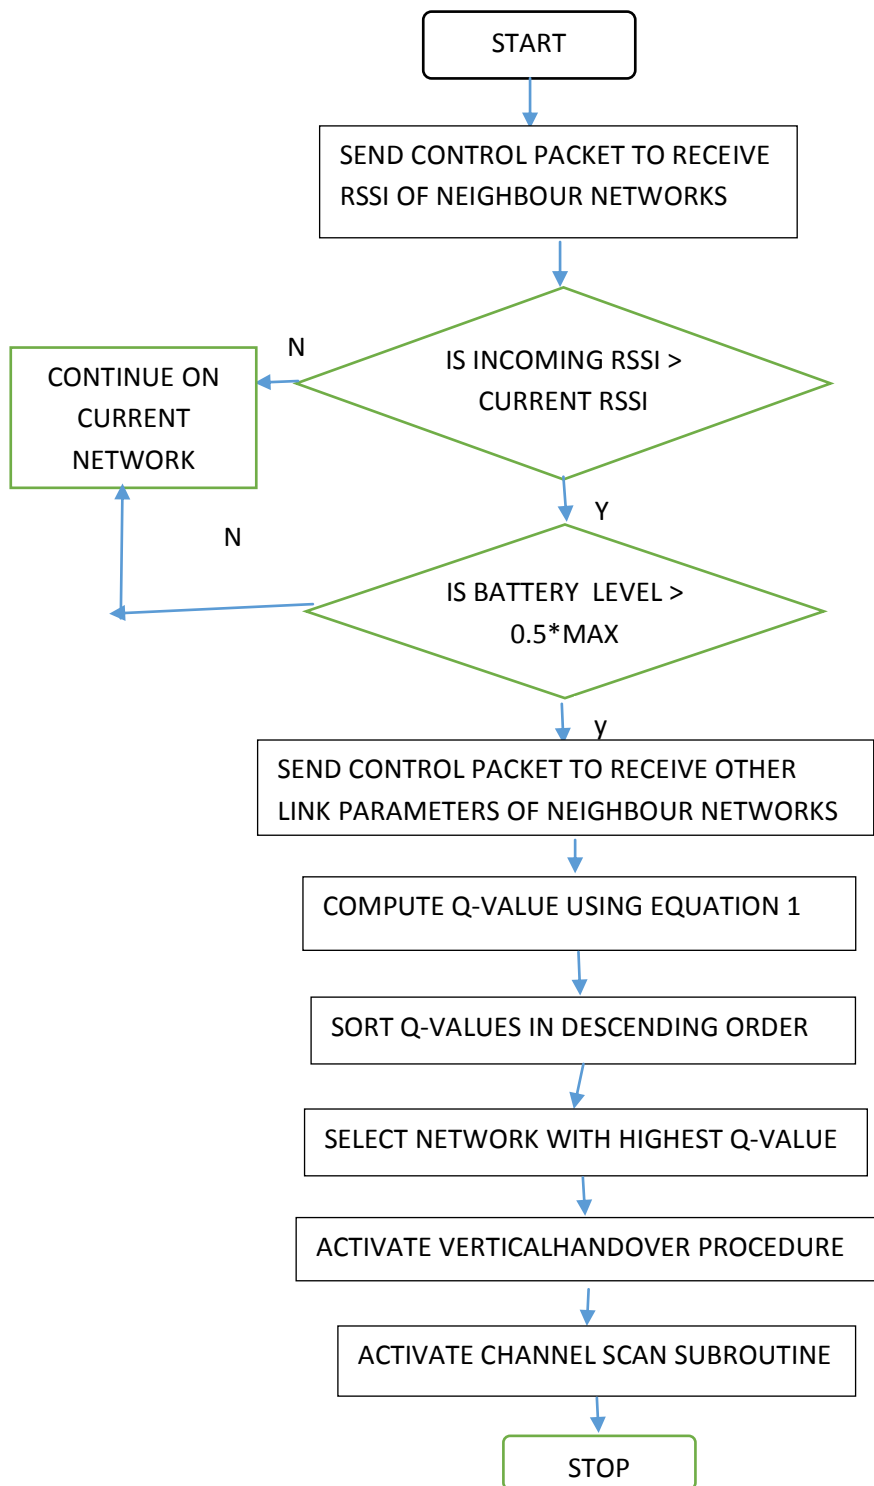 START
SEND CONTROL PACKET TO RECEIVE
RSSI OF NEIGHBOUR NETWORKS
N
IS INCOMING RSSI >
CURRENT RSSI
CONTINUE ON
CURRENT
NETWORK
Y
N
IS BATTERY LEVEL >
0.5*MAX
y
SEND CONTROL PACKET TO RECEIVE OTHER
LINK PARAMETERS OF NEIGHBOUR NETWORKS
COMPUTE Q-VALUE USING EQUATION 1
SORT Q-VALUES IN DESCENDING ORDER
SELECT NETWORK WITH HIGHEST Q-VALUE
ACTIVATE VERTICALHANDOVER PROCEDURE
ACTIVATE CHANNEL SCAN SUBROUTINE
STOP